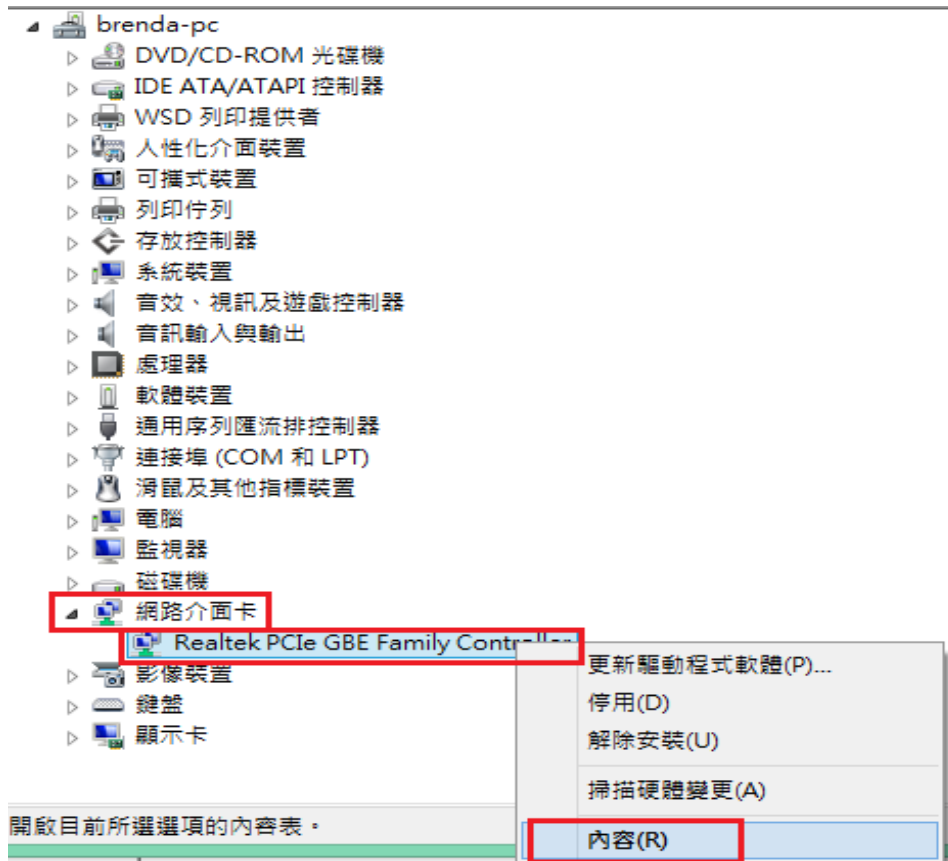 brenda-pc
DVD/CD-ROM 光碟機
IDE ATA/ATAPI 控制器
WSD 列印提供者
人性化介面裝置
可攜式裝置
列印佇列
存放控制器
系統裝置
音效、視訊及遊戲控制器
音訊輸入與輸出
處理器
軟體裝置
通用序列匯流排控制器
連接埠 (COM 和 LPT)
滑鼠及其他指標裝置
電腦
監視器
磁碟機
網路介面卡
Realtek PCIe GBE Family Controller
影像裝置
鍵盤
顯示卡
更新驅動程式軟體(P)...
停用(D)
解除安裝(U)
掃描硬體變更(A)
內容(R)
開啟目前所選選項的內容表。